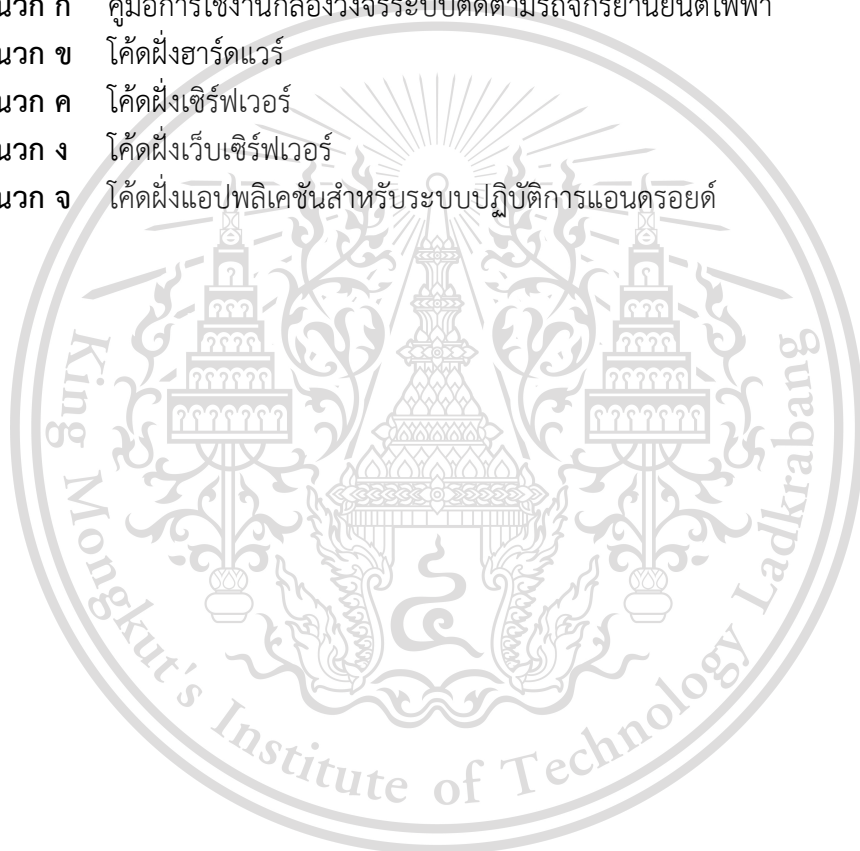 นวก ก คู่มือการใช้งานกล่องวงจรระบบติดตามรถจักรยานยนต์ไฟฟ้า
นวก ข โค้ดฝั่งฮาร์ดแวร์
นวก ค โค้ดฝั่งเซิร์ฟเวอร์
นวก ง โค้ดฝั่งเว็บเซิร์ฟเวอร์
นวก จ โค้ดฝั่งแอปพลิเคชันสำหรับระบบปฏิบัติการแอนดรอยด์
King Mongkut's Institute of Technology Ladkrabang